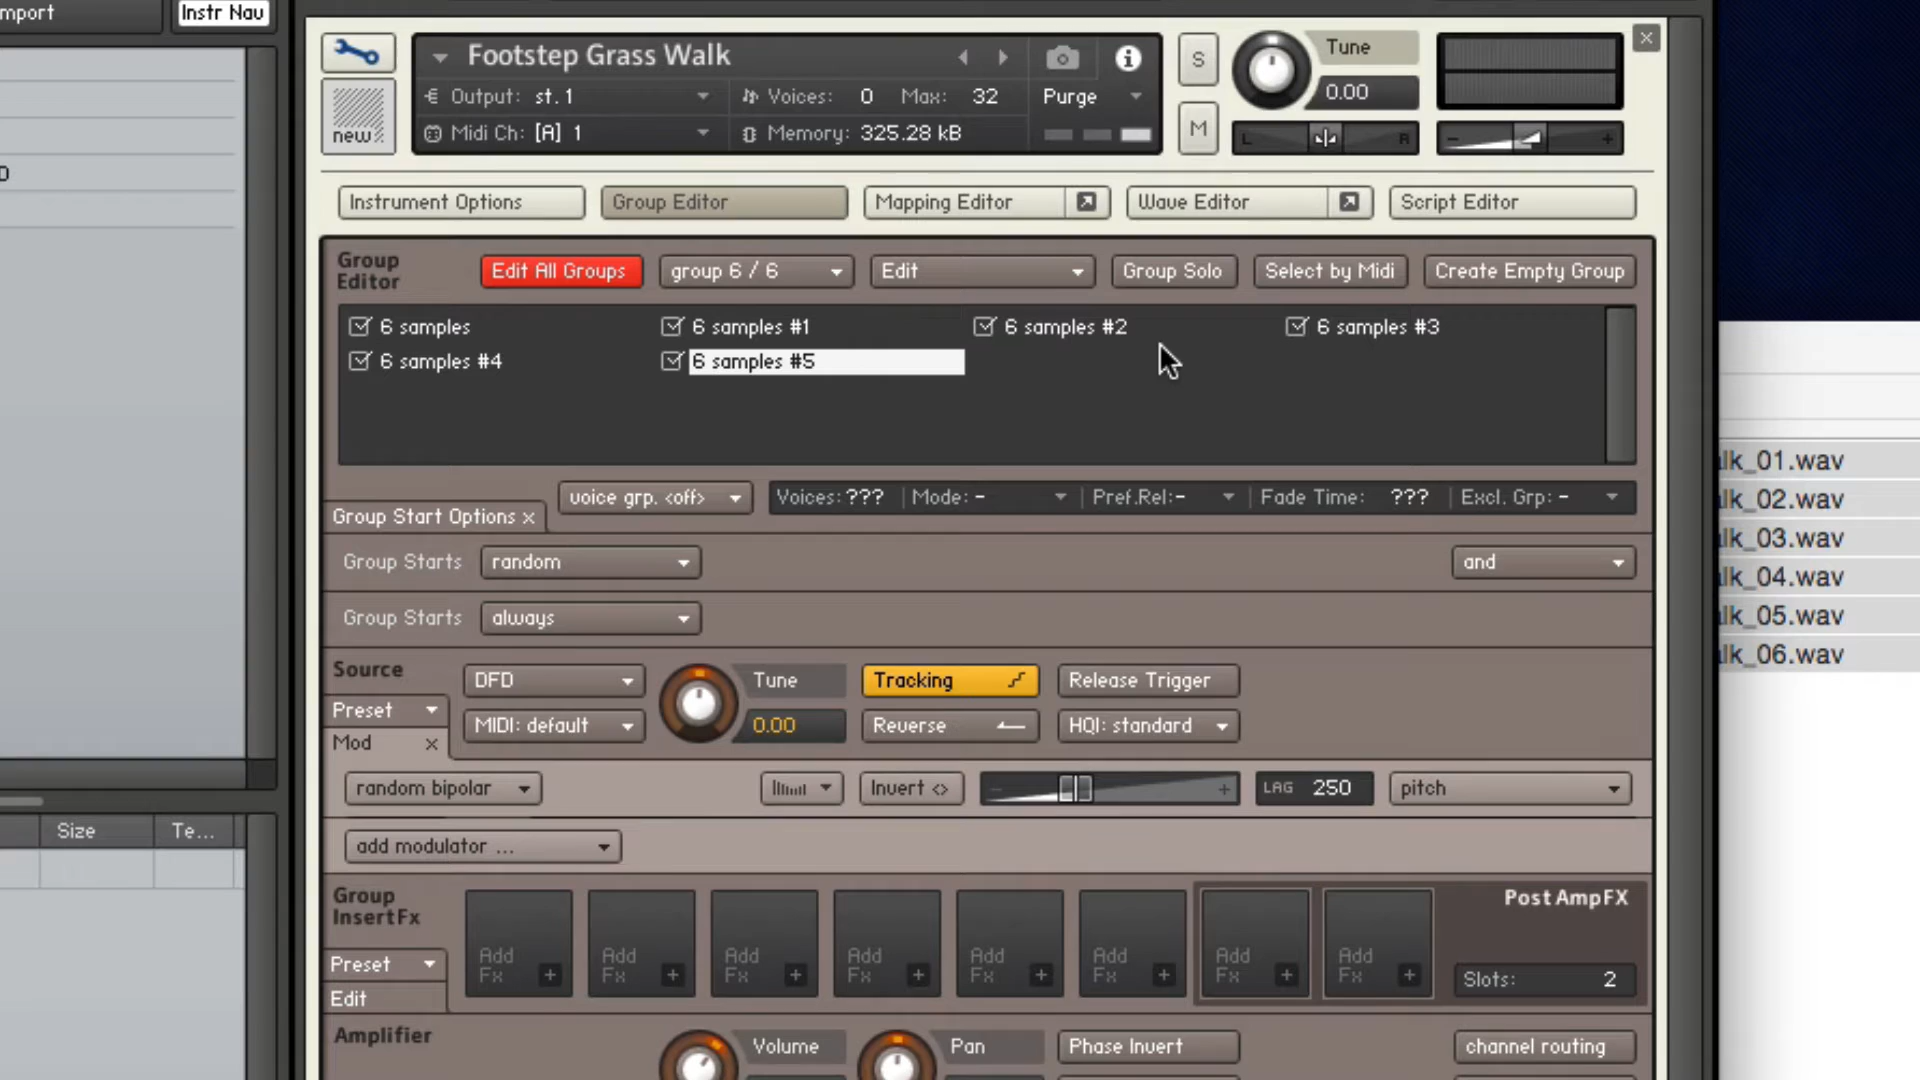 mport
Instr Nav
Footstep Grass Walk
Output: st.1
Voices: 0 Max: 32
Purge
Midi Ch: [A] 1
Memory: 325.28 kB
new
S
M
Tune
0.00
L
R
Instrument Options
Group Editor
Mapping Editor
Wave Editor
Script Editor
Group Editor
Edit All Groups
group 6 / 6
Edit
Group Solo
Select by Midi
Create Empty Group
6 samples
6 samples #1
6 samples #2
6 samples #3
6 samples #4
6 samples #5
voice grp. <off>
Voices: ???
Mode: -
Pref.Rel:-
Fade Time: ???
Excl. Grp: -
Group Start Options ×
Group Starts random
and
Group Starts always
Source
DFD
Tune
Tracking
Release Trigger
Preset
MIDI: default
0.00
Reverse
HQI: standard
Mod ×
random bipolar
Invert <>
LAG 250
pitch
add modulator ...
Group InsertFx
Add Fx +
Add Fx +
Add Fx +
Add Fx +
Add Fx +
Add Fx +
Add Fx +
Add Fx +
Post AmpFX
Preset
Slots: 2
Edit
Amplifier
Volume
Pan
Phase Invert
channel routing
Size
Te...
lk_01.wav
lk_02.wav
lk_03.wav
lk_04.wav
lk_05.wav
lk_06.wav